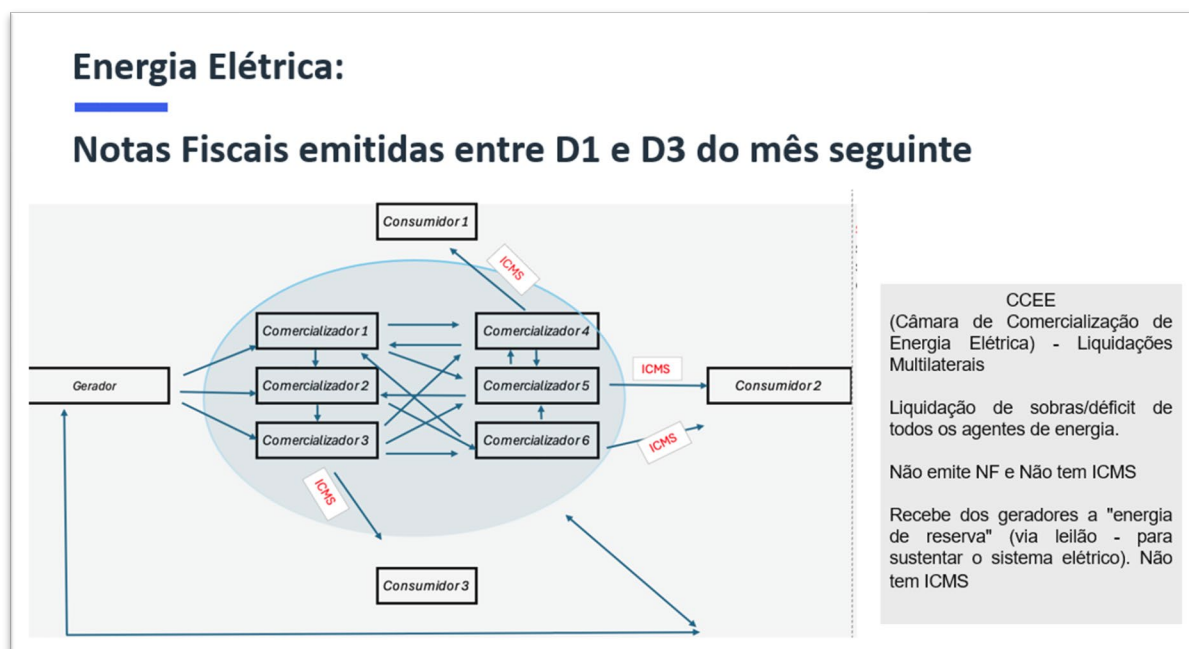 Energia Elétrica:
Notas Fiscais emitidas entre D1 e D3 do mês seguinte
Consumidor 1
ICMS
Comercializador 1
Comercializador 4
Gerador
Comercializador 2
Comercializador 5
ICMS
Consumidor 2
Comercializador 3
Comercializador 6
ICMS
ICMS
Consumidor 3
CCEE
(Câmara de Comercialização de
Energia Elétrica) - Liquidações
Multilaterais
Liquidação de sobras/déficit de
todos os agentes de energia.
Não emite NF e Não tem ICMS
Recebe dos geradores a "energia
de reserva" (via leilão - para
sustentar o sistema elétrico). Não
tem ICMS